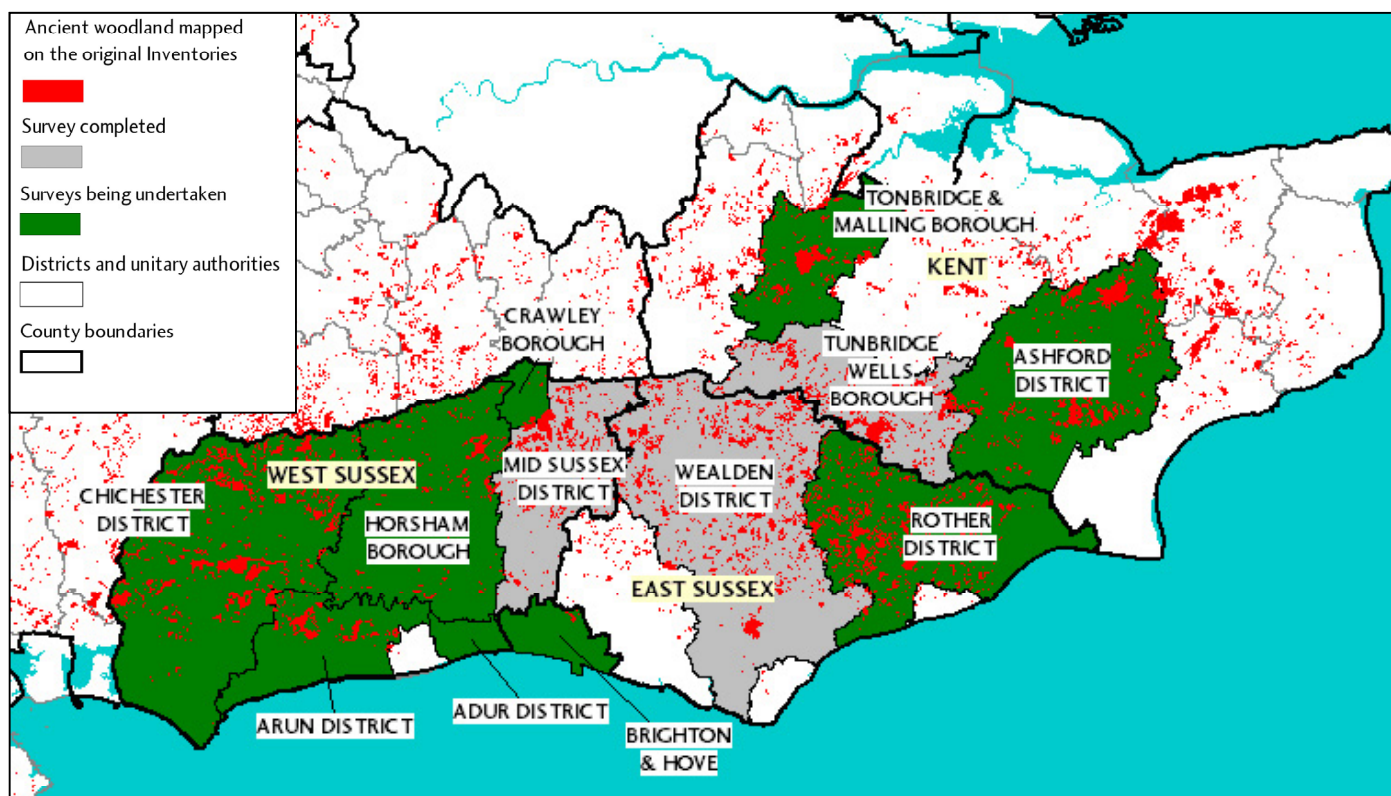 Ancient woodland mapped
on the original Inventories
Survey completed
Surveys being undertaken
Districts and unitary authorities
County boundaries
TONBRIDGE &
MALLING BOROUGH
KENT
CRAWLEY
BOROUGH
TUNBRIDGE
WELLS
BOROUGH
ASHFORD
DISTRICT
WEST SUSSEX
MID SUSSEX
DISTRICT
WEALDEN
DISTRICT
CHICHESTER
DISTRICT
HORSHAM
BOROUGH
ROTHER
DISTRICT
EAST SUSSEX
ARUN DISTRICT
ADUR DISTRICT
BRIGHTON
& HOVE